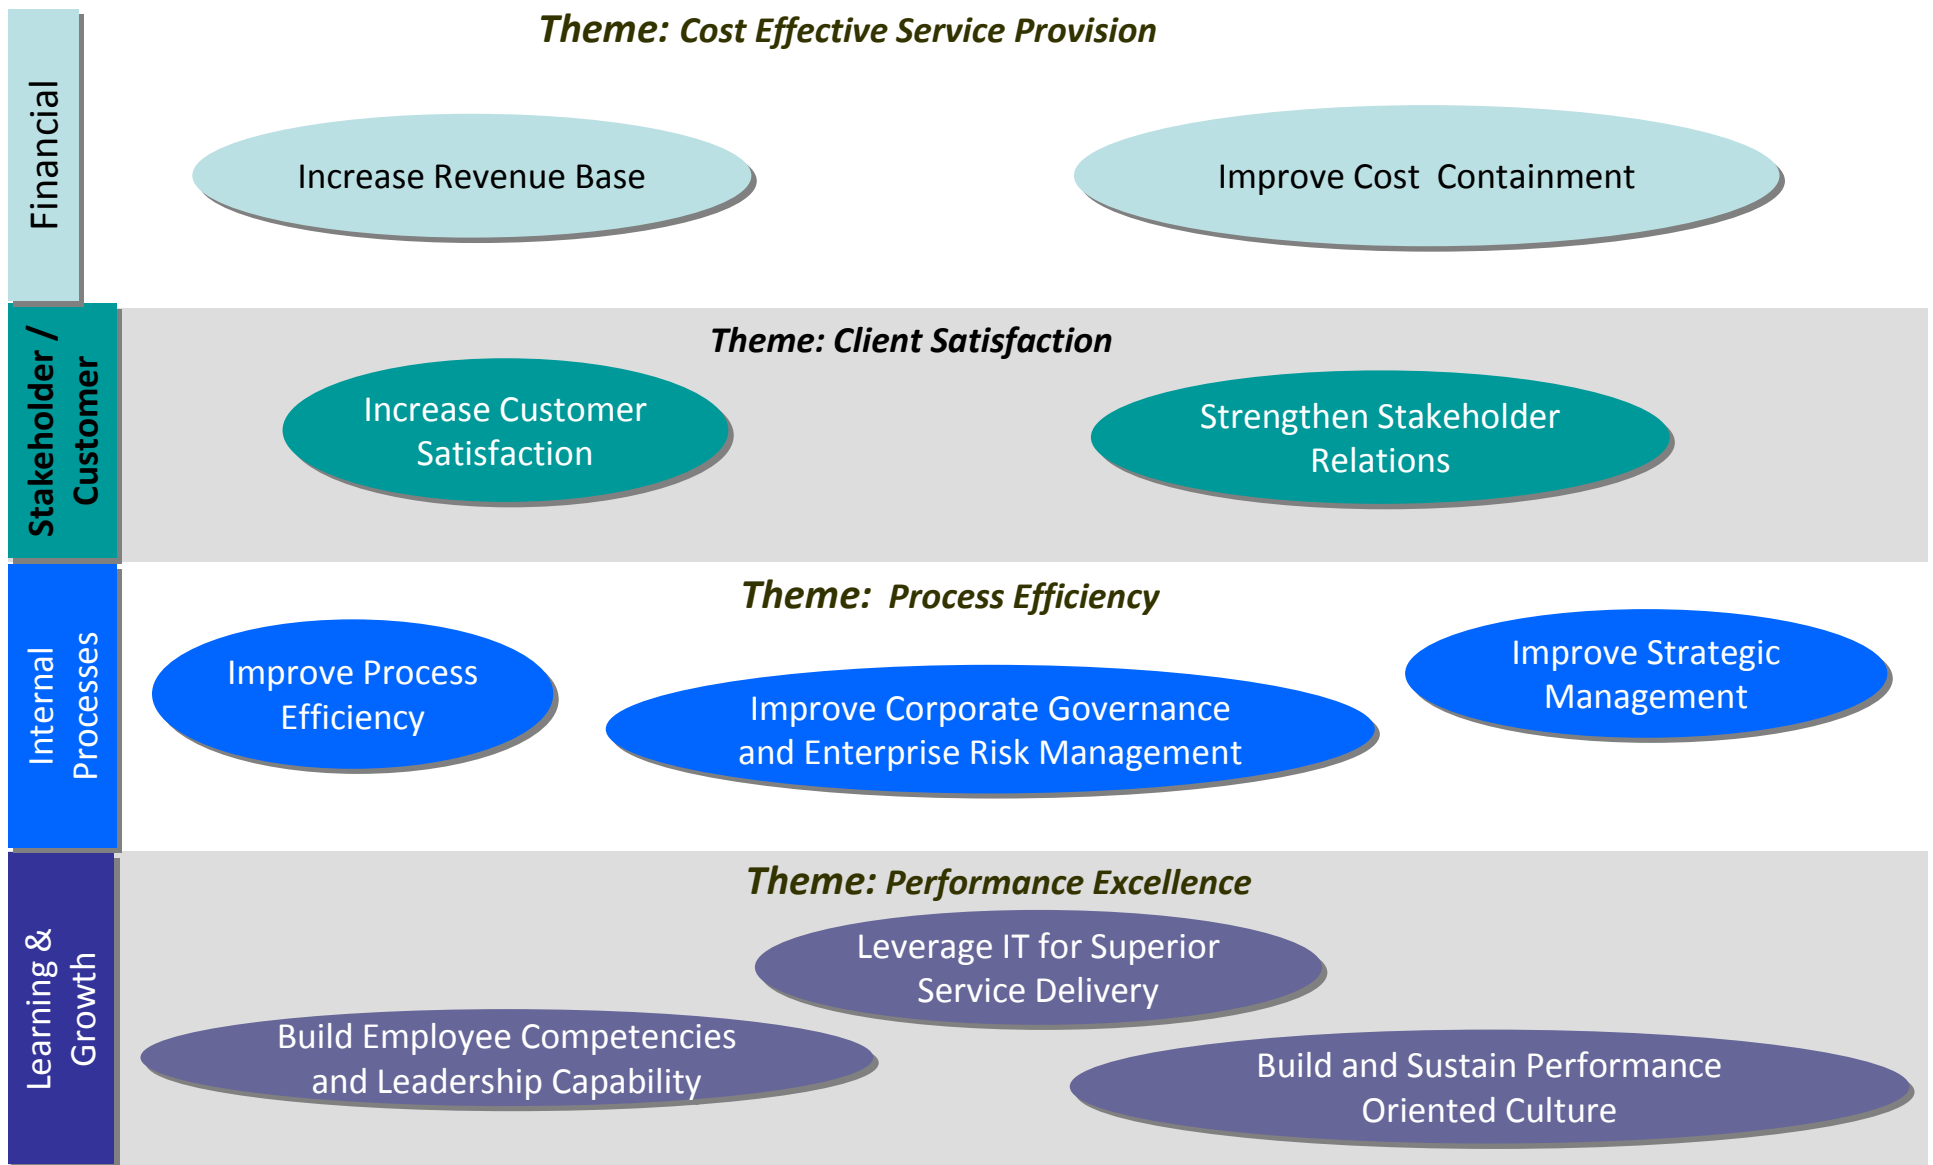 Theme: Cost Effective Service Provision
Financial
Increase Revenue Base
Improve Cost Containment
Stakeholder /
Customer
Theme: Client Satisfaction
Increase Customer
Satisfaction
Strengthen Stakeholder
Relations
Internal
Processes
Theme: Process Efficiency
Improve Process
Efficiency
Improve Corporate Governance
and Enterprise Risk Management
Improve Strategic
Management
Learning &
Growth
Theme: Performance Excellence
Leverage IT for Superior
Service Delivery
Build Employee Competencies
and Leadership Capability
Build and Sustain Performance
Oriented Culture